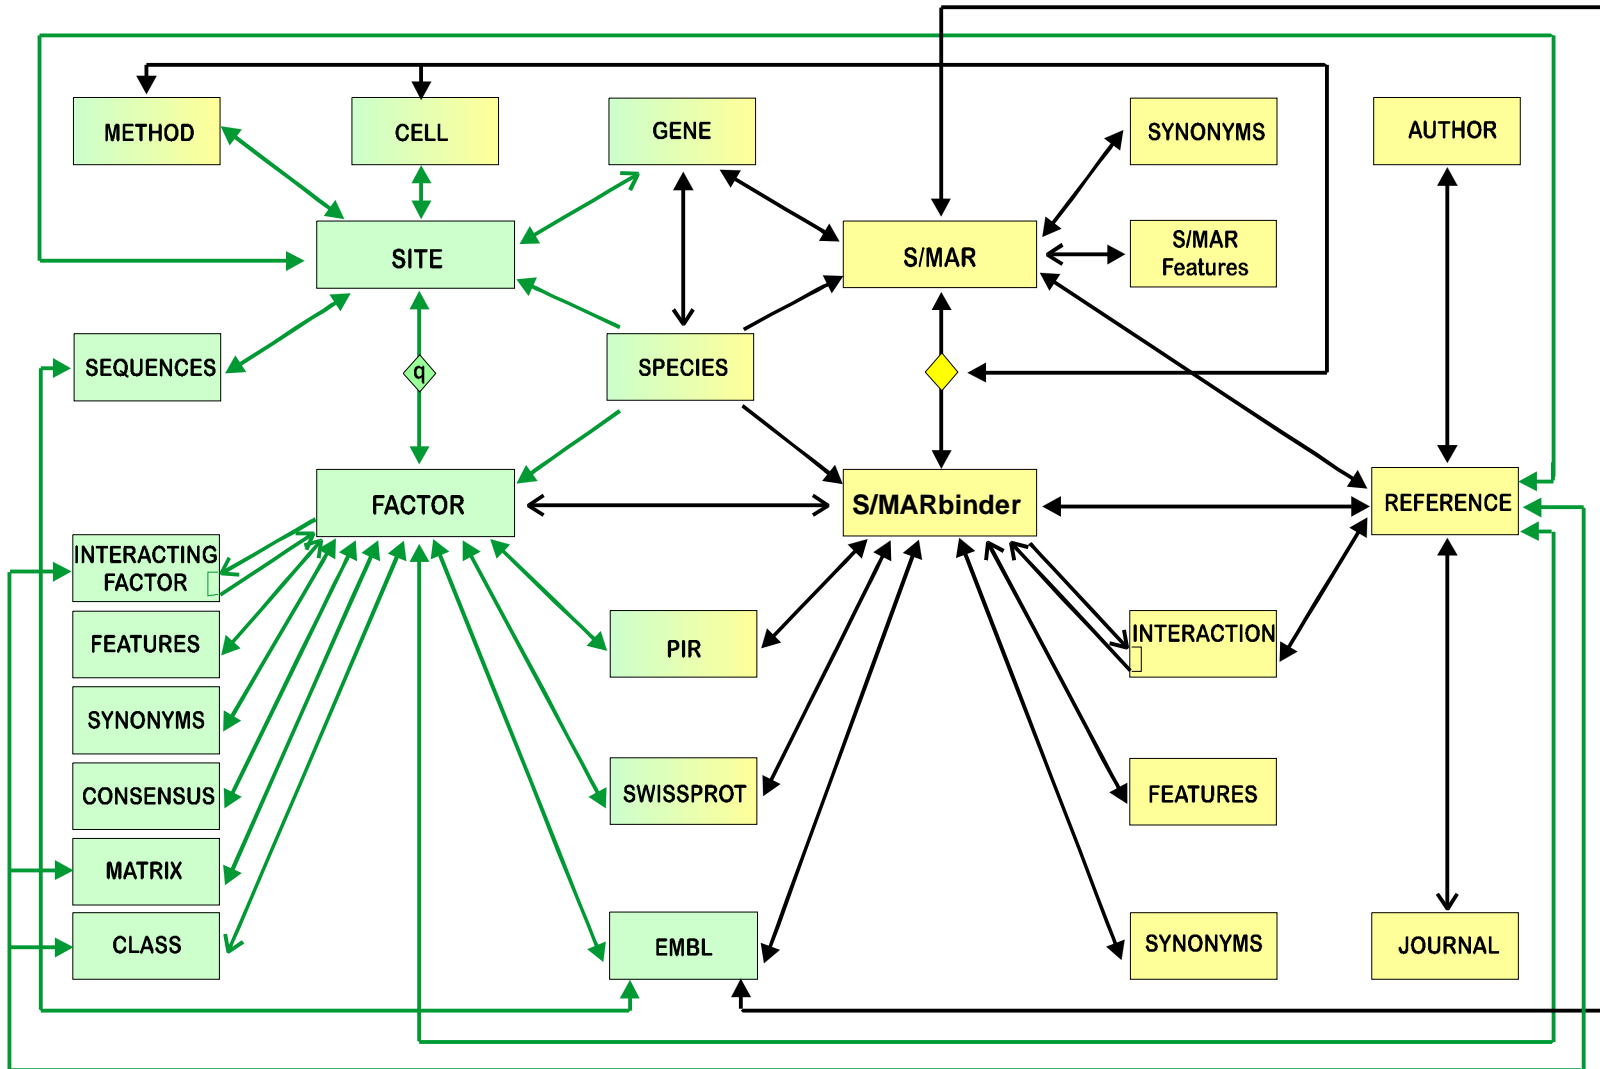 METHOD
CELL
GENE
SYNONYMS
AUTHOR
SITE
S/MAR
S/MAR
Features
SEQUENCES
q
SPECIES
FACTOR
S/MARbinder
REFERENCE
INTERACTING
FACTOR
FEATURES
PIR
INTERACTION
SYNONYMS
CONSENSUS
SWISSPROT
FEATURES
MATRIX
CLASS
EMBL
SYNONYMS
JOURNAL